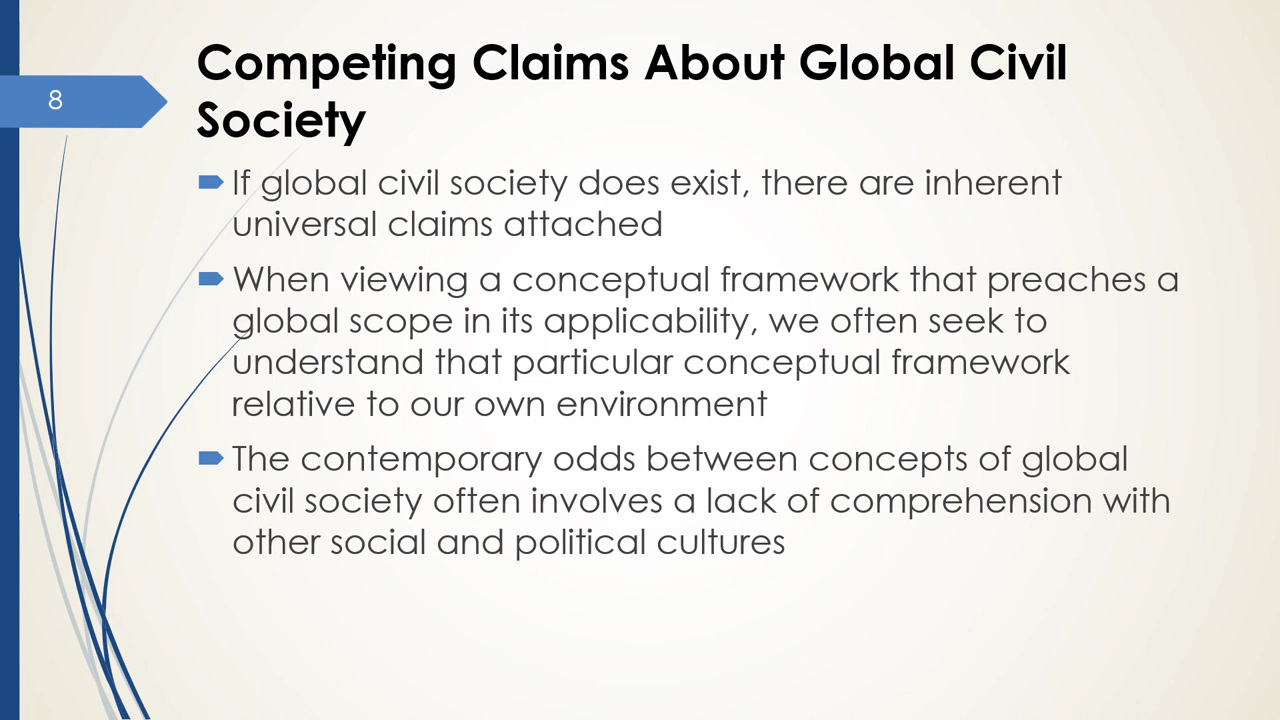 8
Competing Claims About Global Civil
Society
If global civil society does exist, there are inherent
universal claims attached
When viewing a conceptual framework that preaches a
global scope in its applicability, we often seek to
understand that particular conceptual framework
relative to our own environment
The contemporary odds between concepts of global
civil society often involves a lack of comprehension with
other social and political cultures